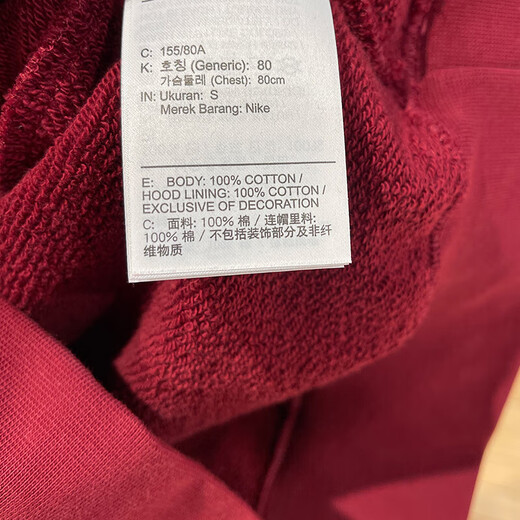 C: 155/80A
K: 호칭 (Generic): 80
가슴둘레 (Chest): 80cm
IN: Ukuran: S
Merek Barang: Nike
E: BODY: 100% COTTON /
HOOD LINING: 100% COTTON /
EXCLUSIVE OF DECORATION
C: 面料: 100% 棉 / 连帽里料:
100% 棉 / 不包括装饰部分及非纤
维物质